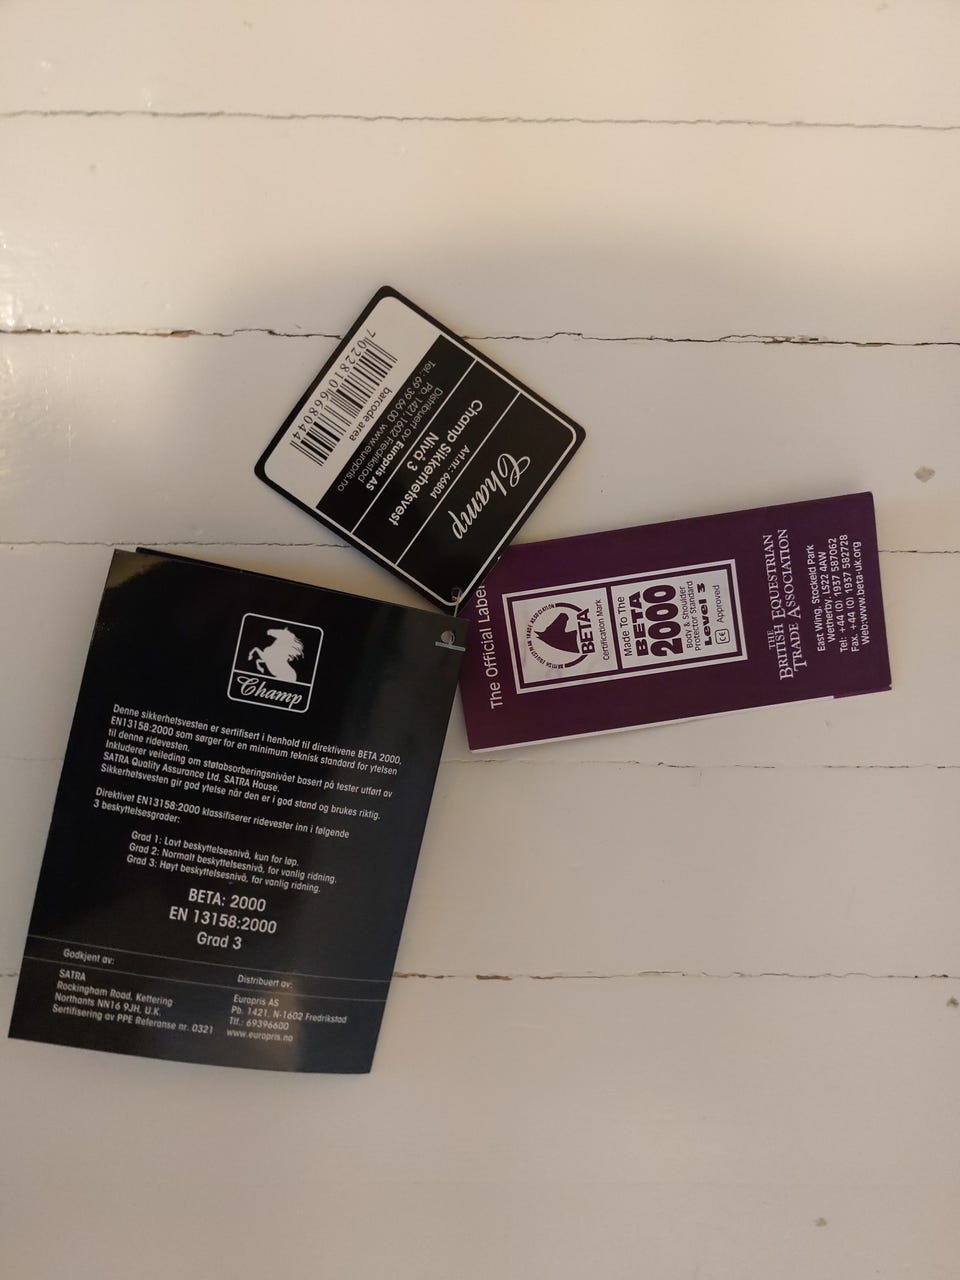 Champ
Art.nr.: 66804
Champ Sikkerhetsvest
Nivå 3
Distribuert av Europris AS
Pb. 1421, 1602 Fredrikstad
Tel.: 69 39 66 00 www.europris.no
barcode area
7 022810 668044
The Official Label
BRITISH EQUESTRIAN TRADE ASSOCIATION
BETA
Certification Mark
Made To The
BETA
2000
Body & Shoulder
Protector Standard
Level 3
CE Approved
THE
BRITISH EQUESTRIAN
TRADE ASSOCIATION
East Wing, Stockeld Park
Wetherby, LS22 4AW
Tel: +44 (0) 1937 587062
Fax: +44 (0) 1937 582728
Web:www.beta-uk.org
Champ
Denne sikkerhetsvesten er sertifisert i henhold til direktivene BETA 2000,
EN13158:2000 som sørger for en minimum teknisk standard for ytelsen
til denne ridevesten.
Inkluderer veileding om støtabsorberingsnivået basert på tester utført av
SATRA Quality Assurance Ltd. SATRA House.
Sikkerhetsvesten gir god ytelse når den er i god stand og brukes riktig.
Direktivet EN13158:2000 klassifiserer ridevester inn i følgende
3 beskyttelsesgrader:
Grad 1: Lavt beskyttelsesnivå, kun for løp.
Grad 2: Normalt beskyttelsesnivå, for vanlig ridning.
Grad 3: Høyt beskyttelsesnivå, for vanlig ridning.
BETA: 2000
EN 13158:2000
Grad 3
Godkjent av:
SATRA
Rockingham Road, Kettering
Northants NN16 9JH, U.K.
Sertifisering av PPE Referanse nr. 0321
Distribuert av:
Europris AS
Pb. 1421, N-1602 Fredrikstad
Tlf.: 69396600
www.europris.no